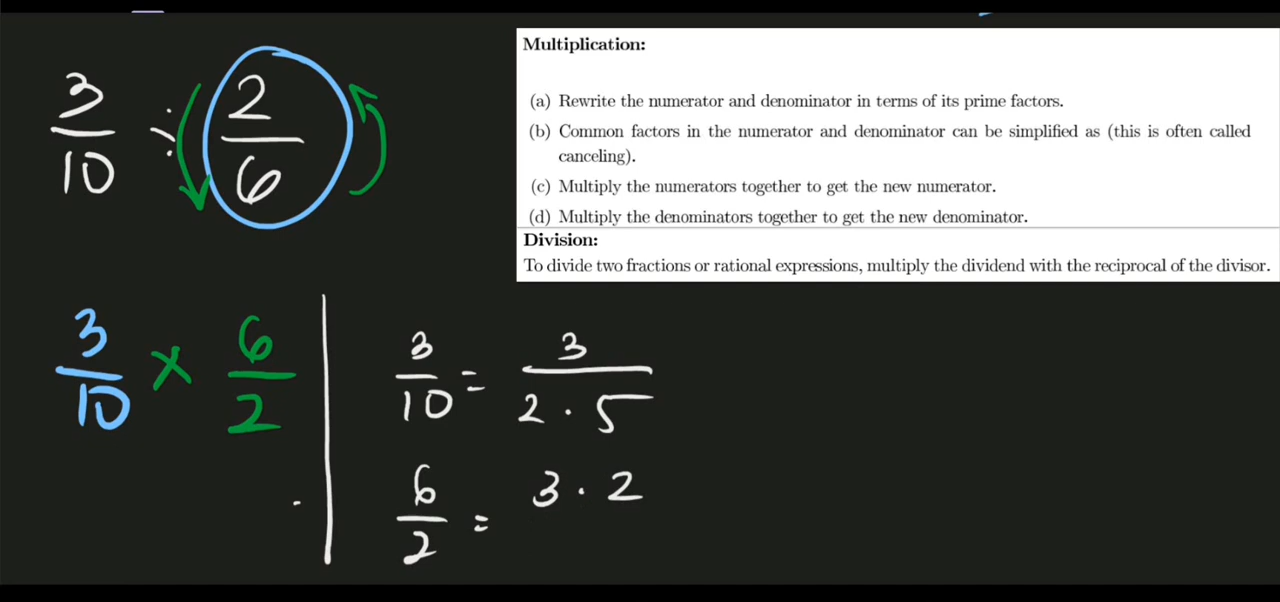 3/10 ÷ 2/6
Multiplication:
(a) Rewrite the numerator and denominator in terms of its prime factors.
(b) Common factors in the numerator and denominator can be simplified as (this is often called
canceling).
(c) Multiply the numerators together to get the new numerator.
(d) Multiply the denominators together to get the new denominator.
Division:
To divide two fractions or rational expressions, multiply the dividend with the reciprocal of the divisor.
3/10 × 6/2
3/10 = 3/(2 · 5)
6/2 = 3 · 2